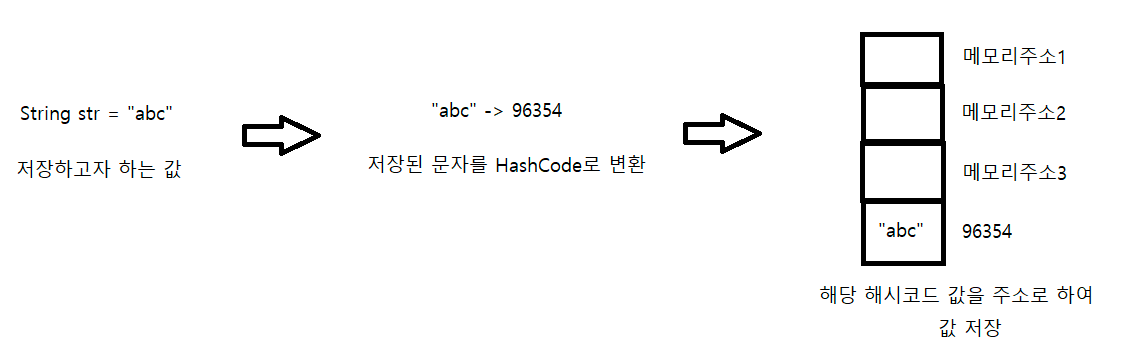 String str = "abc"
저장하고자 하는 값
"abc" -> 96354
저장된 문자를 HashCode로 변환
메모리주소1
메모리주소2
메모리주소3
"abc" 96354
해당 해시코드 값을 주소로 하여
값 저장